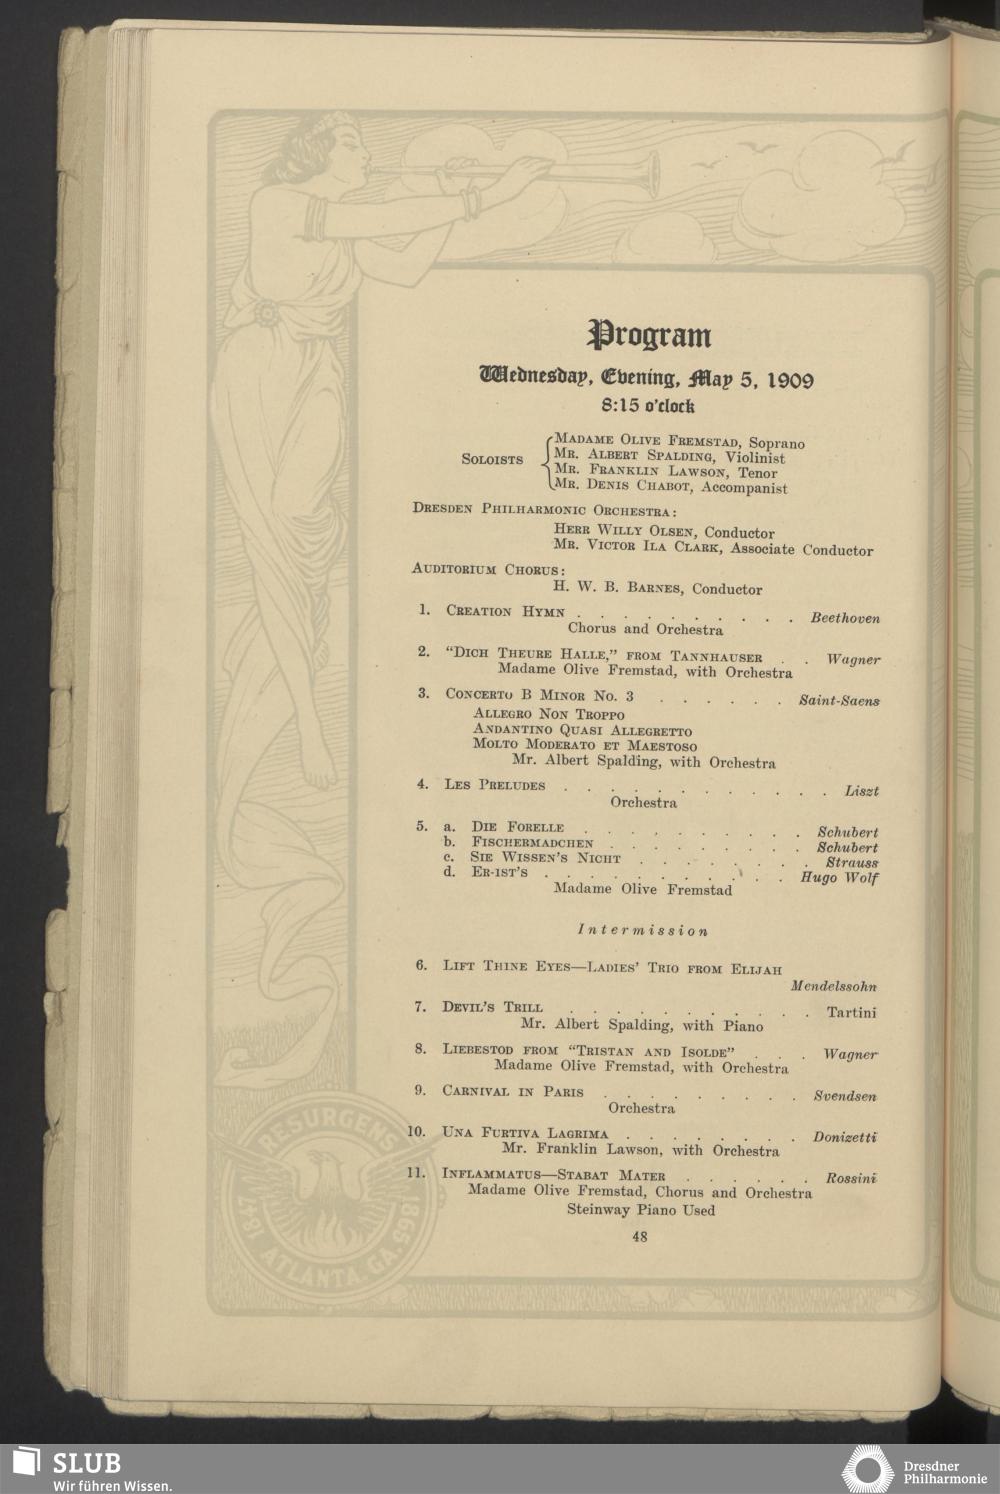 Program
Wednesday, Evening, May 5, 1909
8:15 o'clock
MADAME OLIVE FREMSTAD, Soprano
MR. ALBERT SPALDING, Violinist
SOLOISTS
MR. FRANKLIN LAWSON, Tenor
MR. DENIS CHABOT, Accompanist
DRESDEN PHILHARMONIC ORCHESTRA:
HERR WILLY OLSEN, Conductor
MR. VICTOR ILA CLARK, Associate Conductor
AUDITORIUM CHORUS:
H. W. B. BARNES, Conductor
1. CREATION HYMN . . . . . . . . . Beethoven
Chorus and Orchestra
2. “DICH THEURE HALLE,” FROM TANNHAUSER . . Wagner
Madame Olive Fremstad, with Orchestra
3. CONCERTO B MINOR NO. 3 . . . . . . Saint-Saens
ALLEGRO NON TROPPO
ANDANTINO QUASI ALLEGRETTO
MOLTO MODERATO ET MAESTOSO
Mr. Albert Spalding, with Orchestra
4. LES PRELUDES . . . . . . . . . . Liszt
Orchestra
5. a. DIE FORELLE . . . . . . . . . . Schubert
b. FISCHERMADCHEN . . . . . . . . Schubert
c. SIE WISSEN'S NICHT . . . . . . . . Strauss
d. ER-IST'S . . . . . . . . . . Hugo Wolf
Madame Olive Fremstad
Intermission
6. LIFT THINE EYES—LADIES' TRIO FROM ELIJAH
Mendelssohn
7. DEVIL'S TRILL . . . . . . . . . . Tartini
Mr. Albert Spalding, with Piano
8. LIEBESTOD FROM “TRISTAN AND ISOLDE” . . . Wagner
Madame Olive Fremstad, with Orchestra
9. CARNIVAL IN PARIS . . . . . . . . Svendsen
Orchestra
10. UNA FURTIVA LAGRIMA . . . . . . . . Donizetti
Mr. Franklin Lawson, with Orchestra
11. INFLAMMATUS—STABAT MATER . . . . . . Rossini
Madame Olive Fremstad, Chorus and Orchestra
Steinway Piano Used
48
RESURGENS
1847 1865
ATLANTA, GA.
SLUB
Wir führen Wissen.
Dresdner
Philharmonie